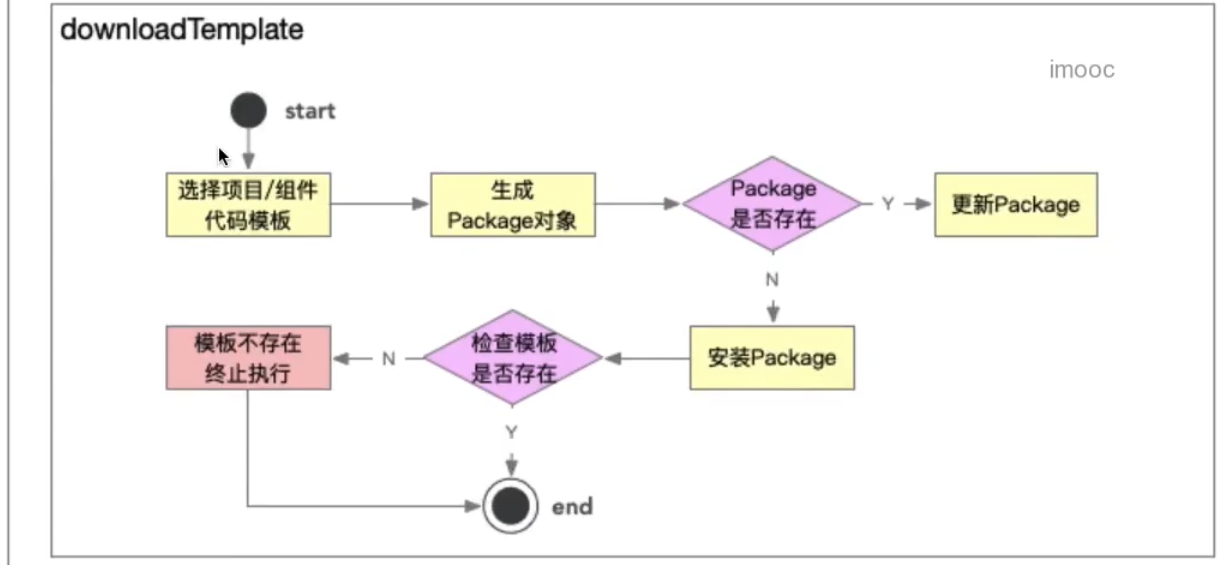 downloadTemplate
imooc
start
选择项目/组件
代码模板
生成
Package对象
Package
是否存在
Y
更新Package
N
模板不存在
终止执行
N
检查模板
是否存在
安装Package
Y
end